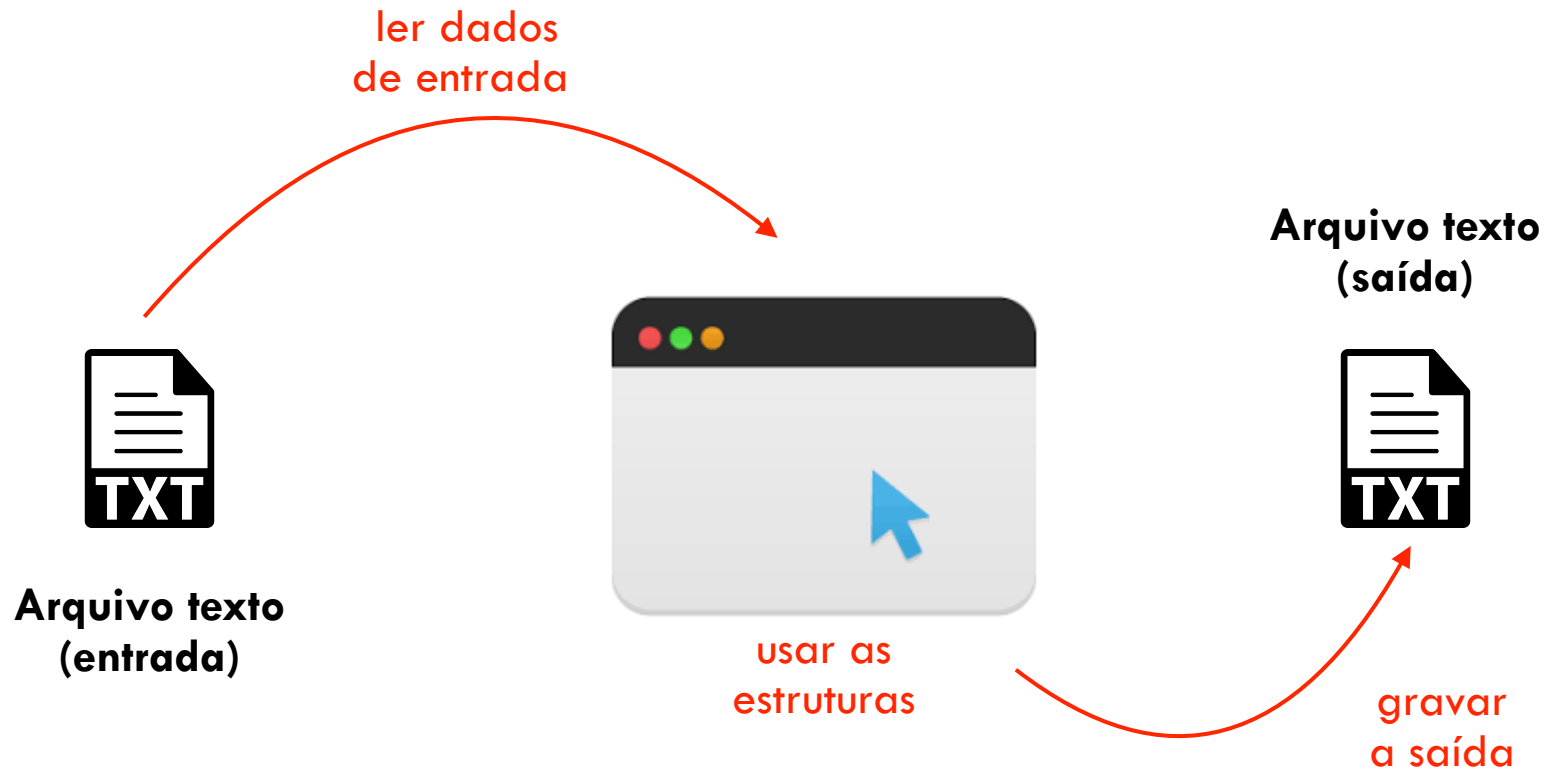 ler dados
de entrada
TXT
Arquivo texto
(entrada)
usar as
estruturas
Arquivo texto
(saída)
TXT
gravar
a saída